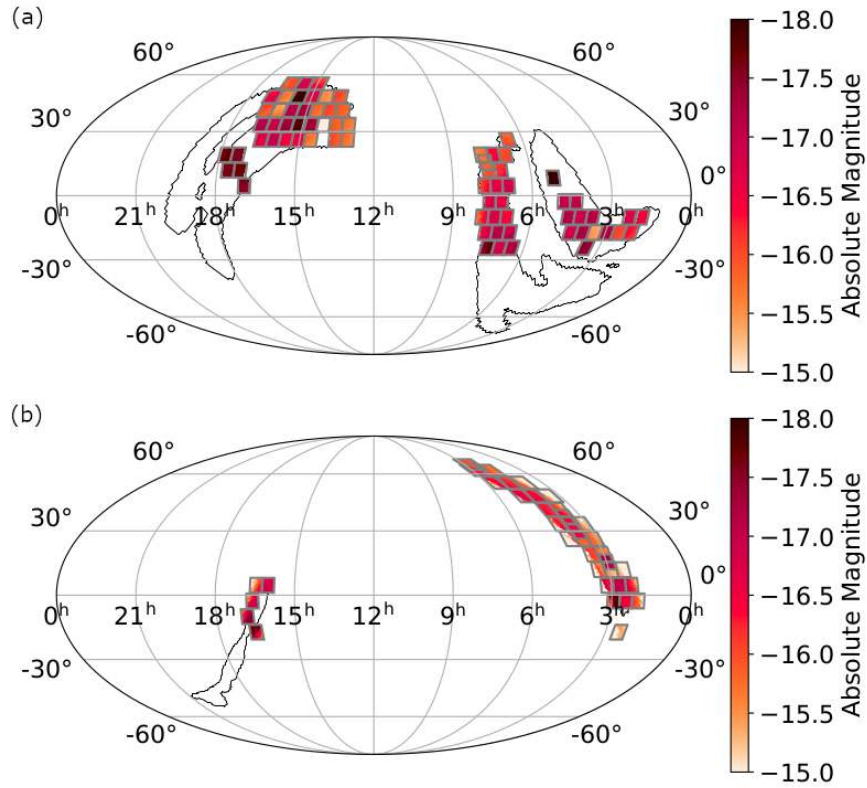 (a)
60°
60°
30°
30°
0°
0ʰ
21ʰ
18ʰ
15ʰ
12ʰ
9ʰ
6ʰ
3ʰ
0ʰ
-30°
-30°
-60°
-60°
−18.0
−17.5
−17.0
−16.5
−16.0
−15.5
−15.0
Absolute Magnitude
(b)
60°
60°
30°
30°
0°
0ʰ
21ʰ
18ʰ
15ʰ
12ʰ
9ʰ
6ʰ
3ʰ
0ʰ
-30°
-30°
-60°
-60°
−18.0
−17.5
−17.0
−16.5
−16.0
−15.5
−15.0
Absolute Magnitude